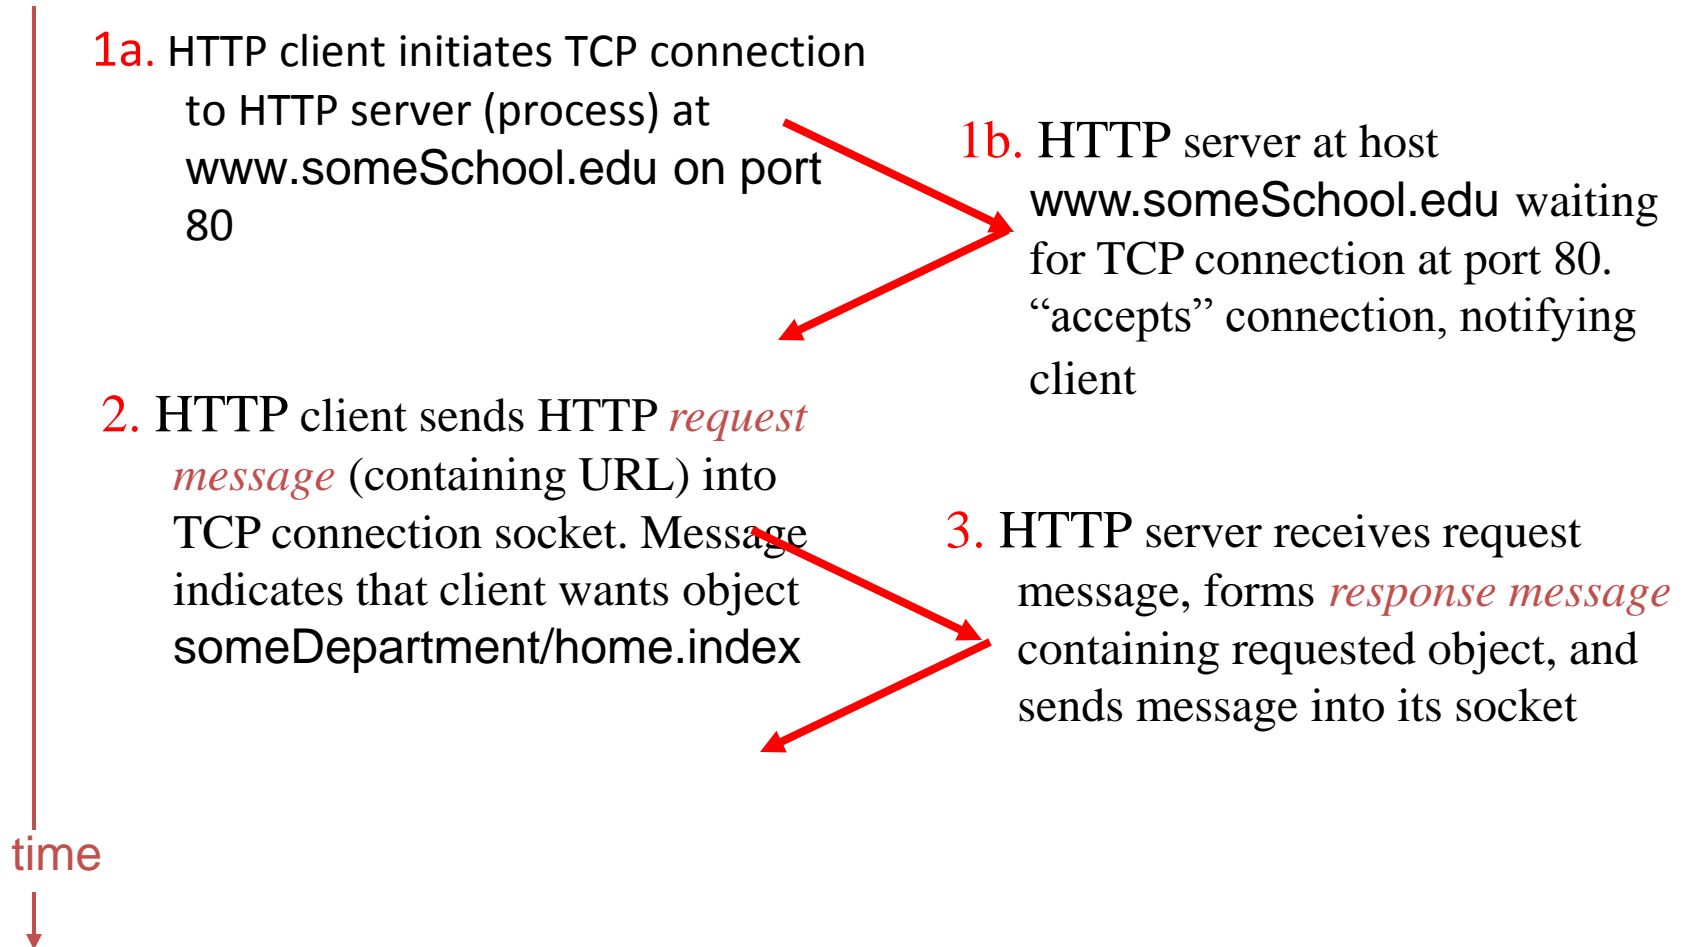 1a. HTTP client initiates TCP connection
to HTTP server (process) at
www.someSchool.edu on port
80
1b. HTTP server at host
www.someSchool.edu waiting
for TCP connection at port 80.
“accepts” connection, notifying
client
2. HTTP client sends HTTP request
message (containing URL) into
TCP connection socket. Message
indicates that client wants object
someDepartment/home.index
3. HTTP server receives request
message, forms response message
containing requested object, and
sends message into its socket
time